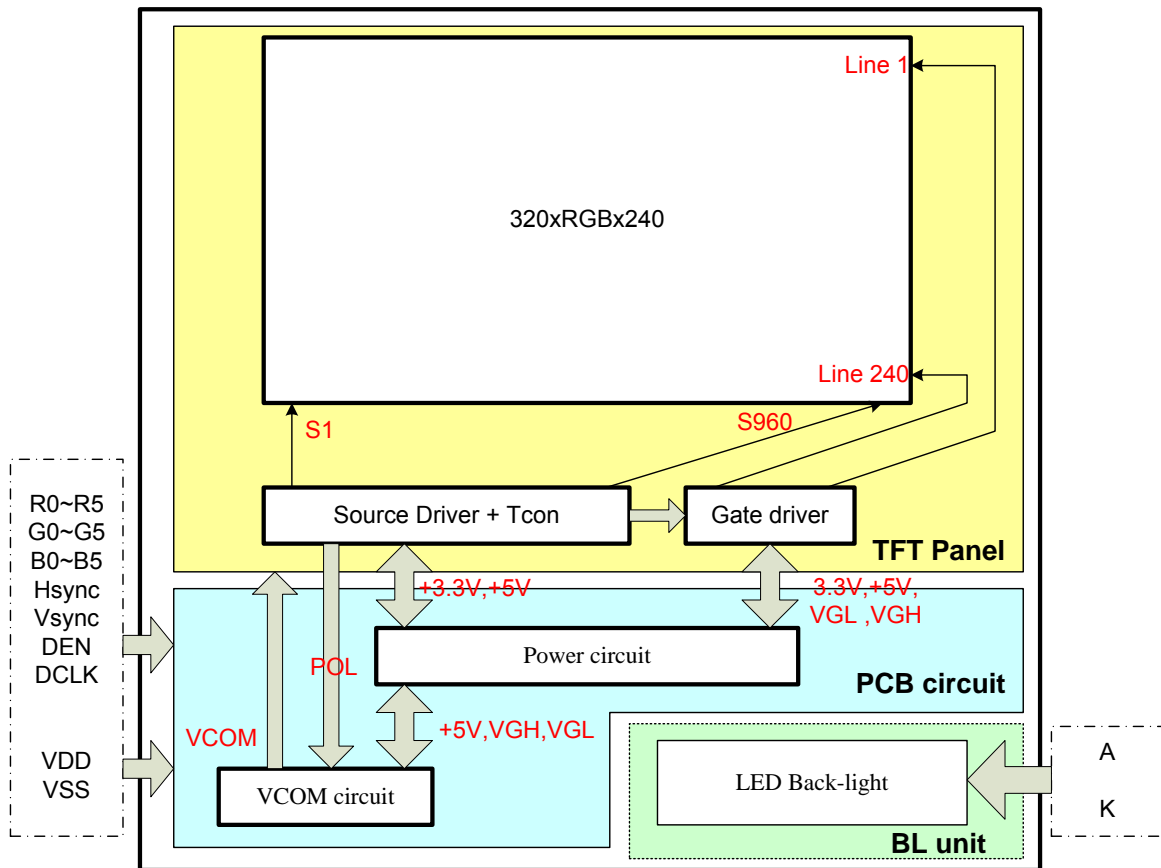 Line 1
320xRGBx240
Line 240
S1
S960
Source Driver + Tcon
Gate driver
TFT Panel
R0~R5
G0~G5
B0~B5
Hsync
Vsync
DEN
DCLK
VDD
VSS
+3.3V,+5V
3.3V,+5V,
VGL ,VGH
Power circuit
POL
PCB circuit
VCOM
+5V,VGH,VGL
VCOM circuit
LED Back-light
BL unit
A
K